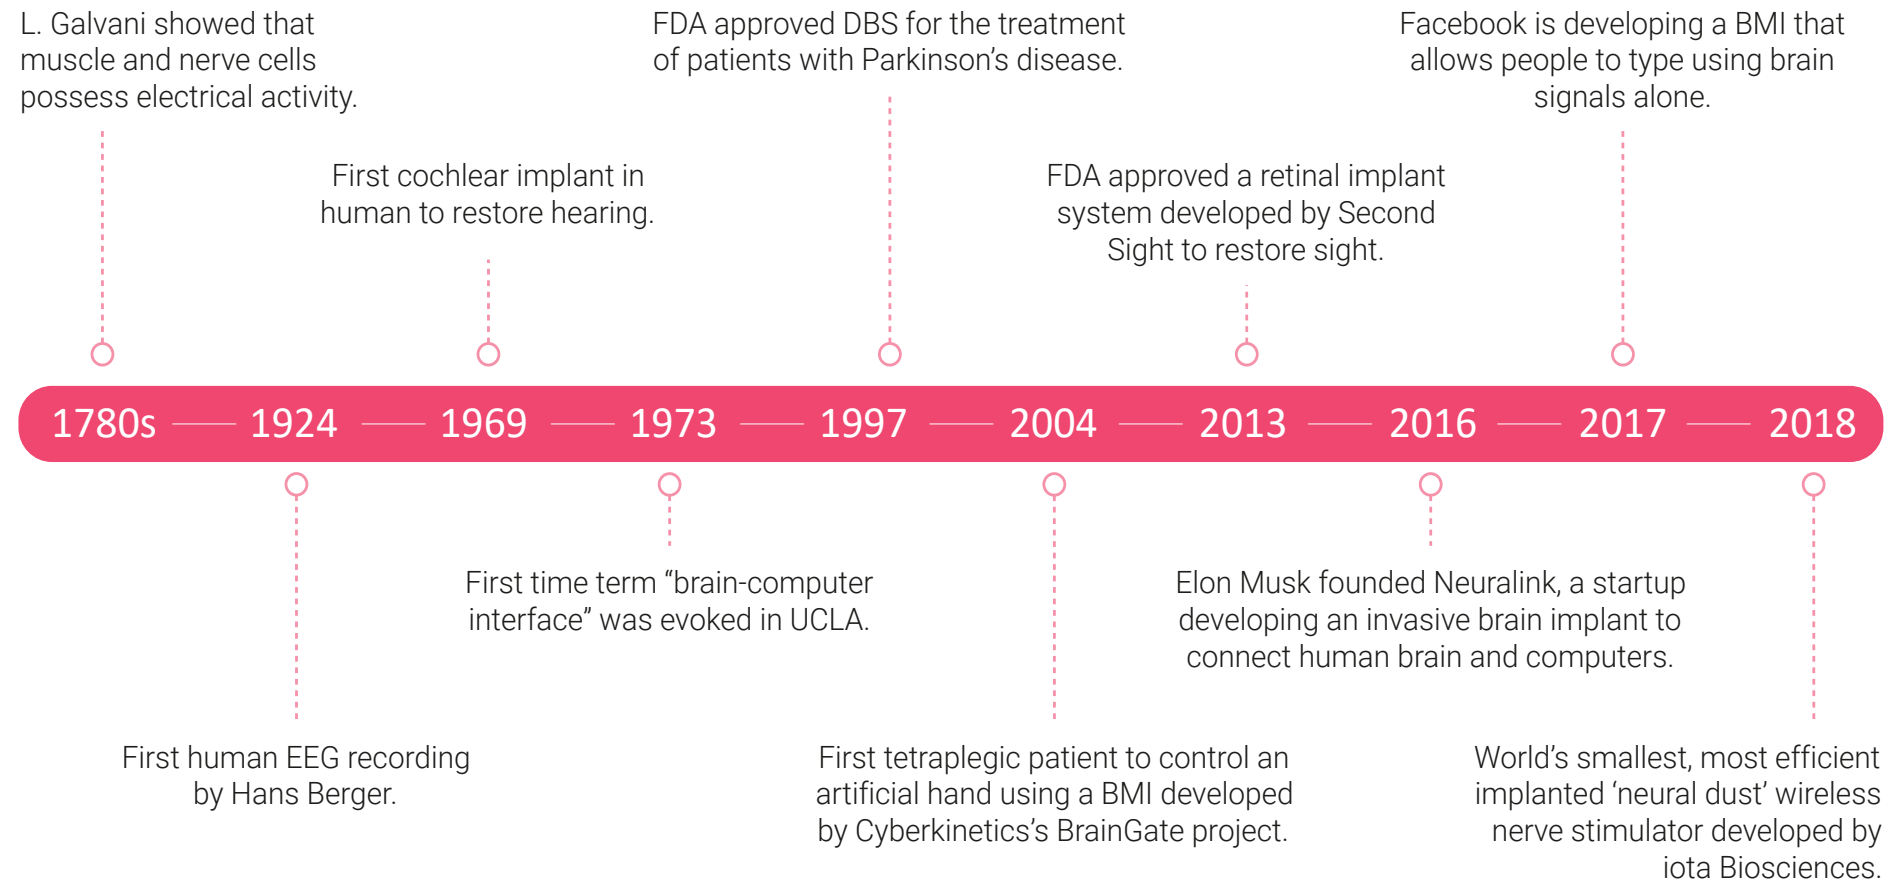 L. Galvani showed that
muscle and nerve cells
possess electrical activity.
FDA approved DBS for the treatment
of patients with Parkinson’s disease.
Facebook is developing a BMI that
allows people to type using brain
signals alone.
First cochlear implant in
human to restore hearing.
FDA approved a retinal implant
system developed by Second
Sight to restore sight.
1780s 1924 1969 1973 1997 2004 2013 2016 2017 2018
First time term “brain-computer
interface” was evoked in UCLA.
Elon Musk founded Neuralink, a startup
developing an invasive brain implant to
connect human brain and computers.
First human EEG recording
by Hans Berger.
First tetraplegic patient to control an
artificial hand using a BMI developed
by Cyberkinetics’s BrainGate project.
World’s smallest, most efficient
implanted ‘neural dust’ wireless
nerve stimulator developed by
iota Biosciences.